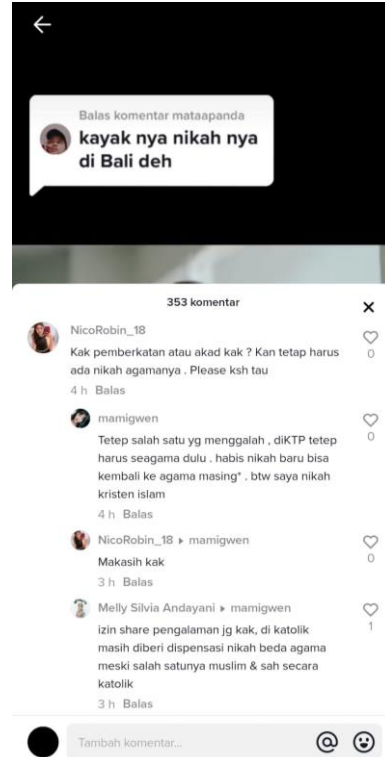 Balas komentar mataapanda
kayak nya nikah nya
di Bali deh
353 komentar
NicoRobin_18
Kak pemberkatan atau akad kak ? Kan tetap harus
ada nikah agamanya . Please ksh tau
0
4 h Balas
mamigwen
Tetep salah satu yg menggalah , diKTP tetep
harus seagama dulu . habis nikah baru bisa
kembali ke agama masing* . btw saya nikah
kristen islam
0
4 h Balas
NicoRobin_18 ▸ mamigwen
Makasih kak
0
3 h Balas
Melly Silvia Andayani ▸ mamigwen
izin share pengalaman jg kak, di katolik
masih diberi dispensasi nikah beda agama
meski salah satunya muslim & sah secara
katolik
1
3 h Balas
Tambah komentar...